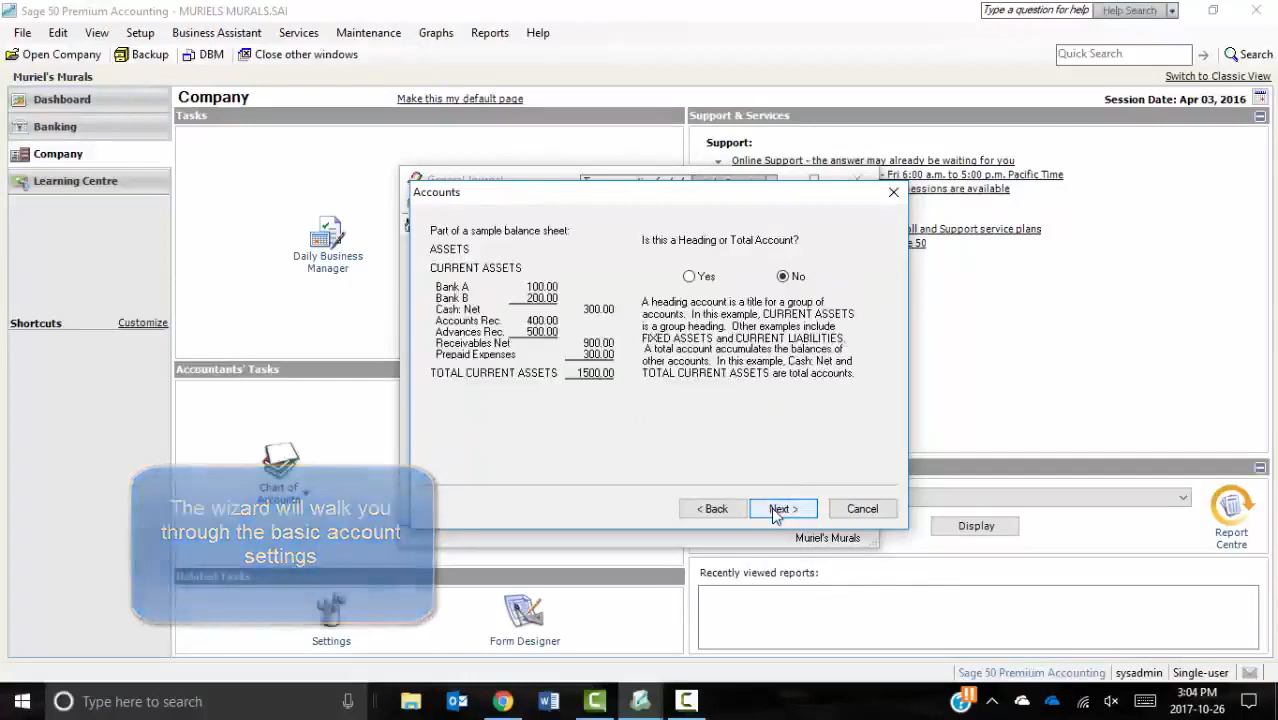 Sage 50 Premium Accounting - MURIELS MURALS.SAI
Type a question for help
Help Search
File Edit View Setup Business Assistant Services Maintenance Graphs Reports Help
Open Company Backup DBM Close other windows
Quick Search
Search
Muriel's Murals
Switch to Classic View
Dashboard
Banking
Company
Learning Centre
Shortcuts
Customize
Company
Make this my default page
Session Date: Apr 03, 2016
Tasks
Daily Business
Manager
Accountants' Tasks
Chart of
Related Tasks
Settings
Form Designer
Support & Services
Support:
Online Support - the answer may already be waiting for you
- Fri 6:00 a.m. to 5:00 p.m. Pacific Time
essions are available
oll and Support service plans
50
General Journal
Accounts
Part of a sample balance sheet:
ASSETS
CURRENT ASSETS
Bank A 100.00
Bank B 200.00
Cash: Net 300.00
Accounts Rec. 400.00
Advances Rec. 500.00
Receivables Net 900.00
Prepaid Expenses 300.00
TOTAL CURRENT ASSETS 1500.00
Is this a Heading or Total Account?
Yes No
A heading account is a title for a group of
accounts. In this example, CURRENT ASSETS
is a group heading. Other examples include
FIXED ASSETS and CURRENT LIABILITIES.
A total account accumulates the balances of
other accounts. In this example, Cash: Net and
TOTAL CURRENT ASSETS are total accounts.
< Back Next > Cancel
Muriel's Murals
The wizard will walk you
through the basic account
settings
Display
Report
Centre
Recently viewed reports:
Sage 50 Premium Accounting sysadmin Single-user
Type here to search
3:04 PM
2017-10-26